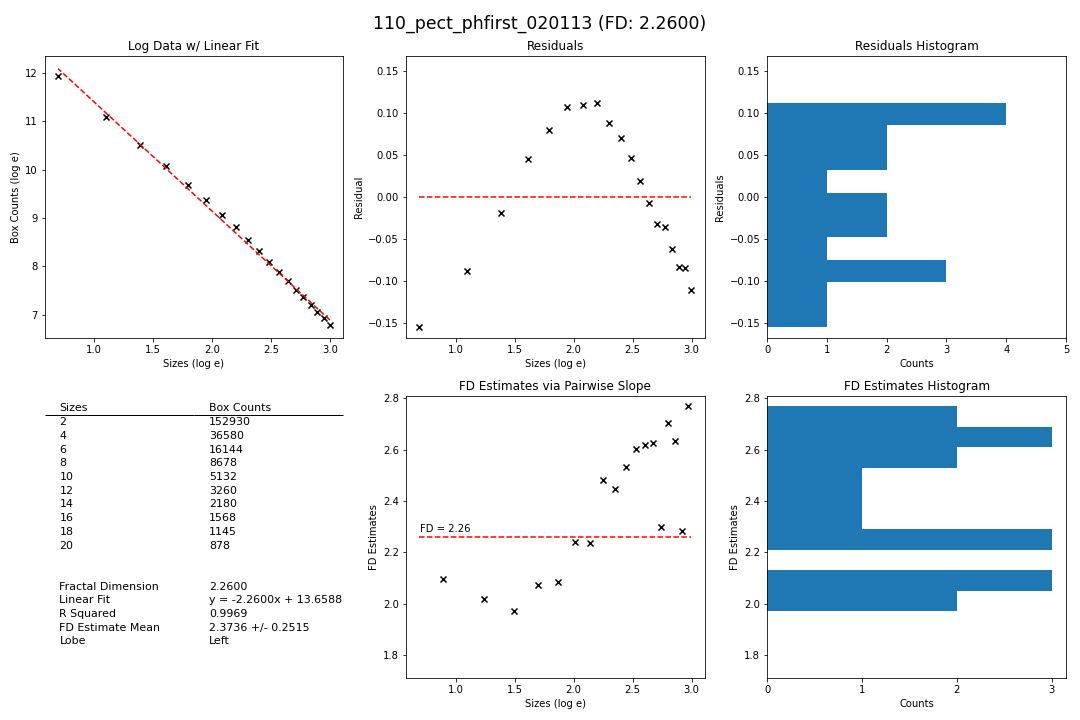 110_pect_phfirst_020113 (FD: 2.2600)
Log Data w/ Linear Fit
12
11
10
9
8
7
Box Counts (log e)
1.0 1.5 2.0 2.5 3.0
Sizes (log e)
Residuals
0.15
0.10
0.05
0.00
−0.05
−0.10
−0.15
Residual
1.0 1.5 2.0 2.5 3.0
Sizes (log e)
Residuals Histogram
0.15
0.10
0.05
0.00
−0.05
−0.10
−0.15
Residuals
0 1 2 3 4 5
Counts
Sizes Box Counts
2 152930
4 36580
6 16144
8 8678
10 5132
12 3260
14 2180
16 1568
18 1145
20 878
Fractal Dimension 2.2600
Linear Fit y = -2.2600x + 13.6588
R Squared 0.9969
FD Estimate Mean 2.3736 +/- 0.2515
Lobe Left
FD Estimates via Pairwise Slope
2.8
2.6
2.4
2.2
2.0
1.8
FD Estimates
FD = 2.26
1.0 1.5 2.0 2.5 3.0
Sizes (log e)
FD Estimates Histogram
2.8
2.6
2.4
2.2
2.0
1.8
FD Estimates
0 1 2 3
Counts